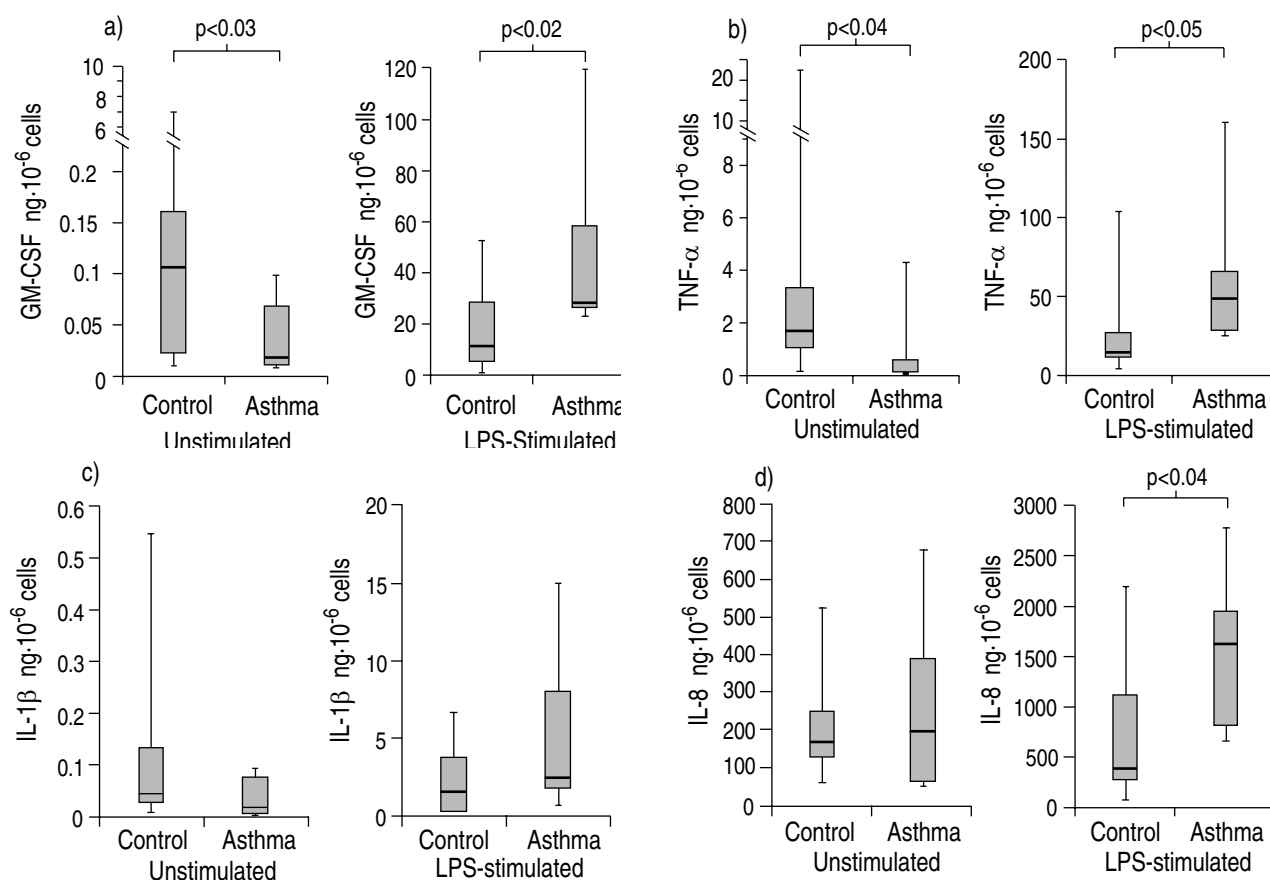 a)
p<0.03
10
8
6
0.2
0.15
0.1
0.05
0
GM-CSF ng·10⁻⁶ cells
Control Asthma
Unstimulated
p<0.02
120
100
80
60
40
20
0
GM-CSF ng·10⁻⁶ cells
Control Asthma
LPS-Stimulated
b)
p<0.04
20
15
10
8
6
4
2
0
TNF-α ng·10⁻⁶ cells
Control Asthma
Unstimulated
p<0.05
200
150
100
50
0
TNF-α ng·10⁻⁶ cells
Control Asthma
LPS-stimulated
c)
0.6
0.5
0.4
0.3
0.2
0.1
0
IL-1β ng·10⁻⁶ cells
Control Asthma
Unstimulated
20
15
10
5
0
IL-1β ng·10⁻⁶ cells
Control Asthma
LPS-stimulated
d)
800
700
600
500
400
300
200
100
0
IL-8 ng·10⁻⁶ cells
Control Asthma
Unstimulated
p<0.04
3000
2500
2000
1500
1000
500
0
IL-8 ng·10⁻⁶ cells
Control Asthma
LPS-stimulated